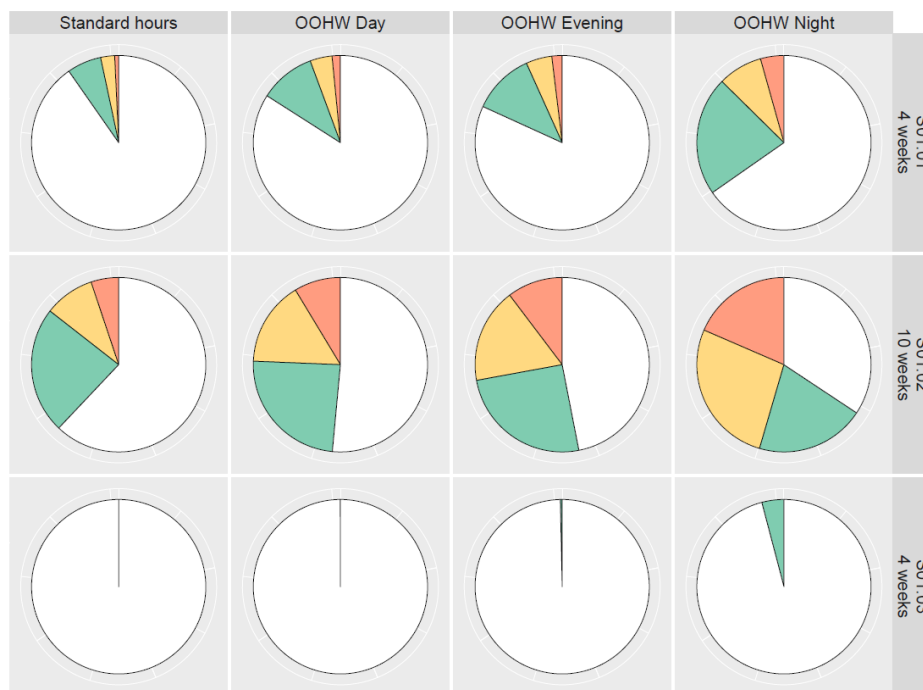 Standard hours
OOHW Day
OOHW Evening
OOHW Night
4 weeks
10 weeks
4 weeks